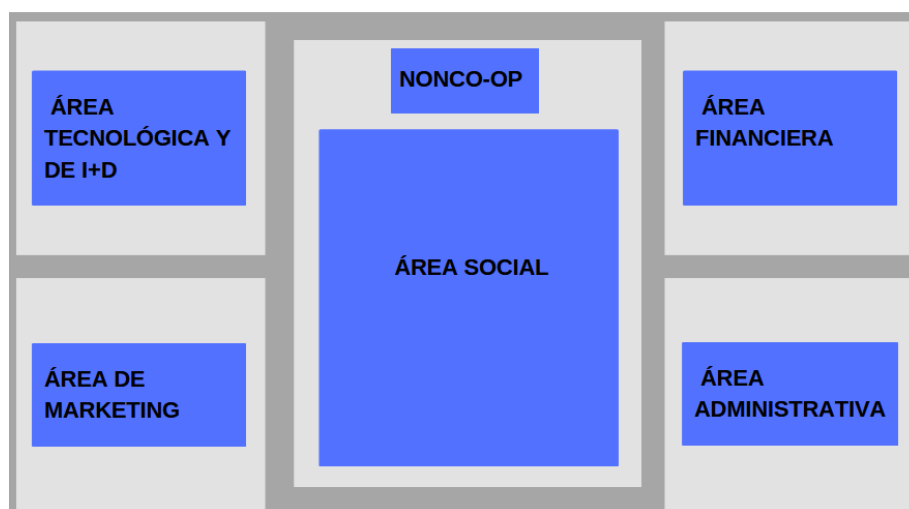 ÁREA
TECNOLÓGICA Y
DE I+D
NONCO-OP
ÁREA
FINANCIERA
ÁREA SOCIAL
ÁREA DE
MARKETING
ÁREA
ADMINISTRATIVA